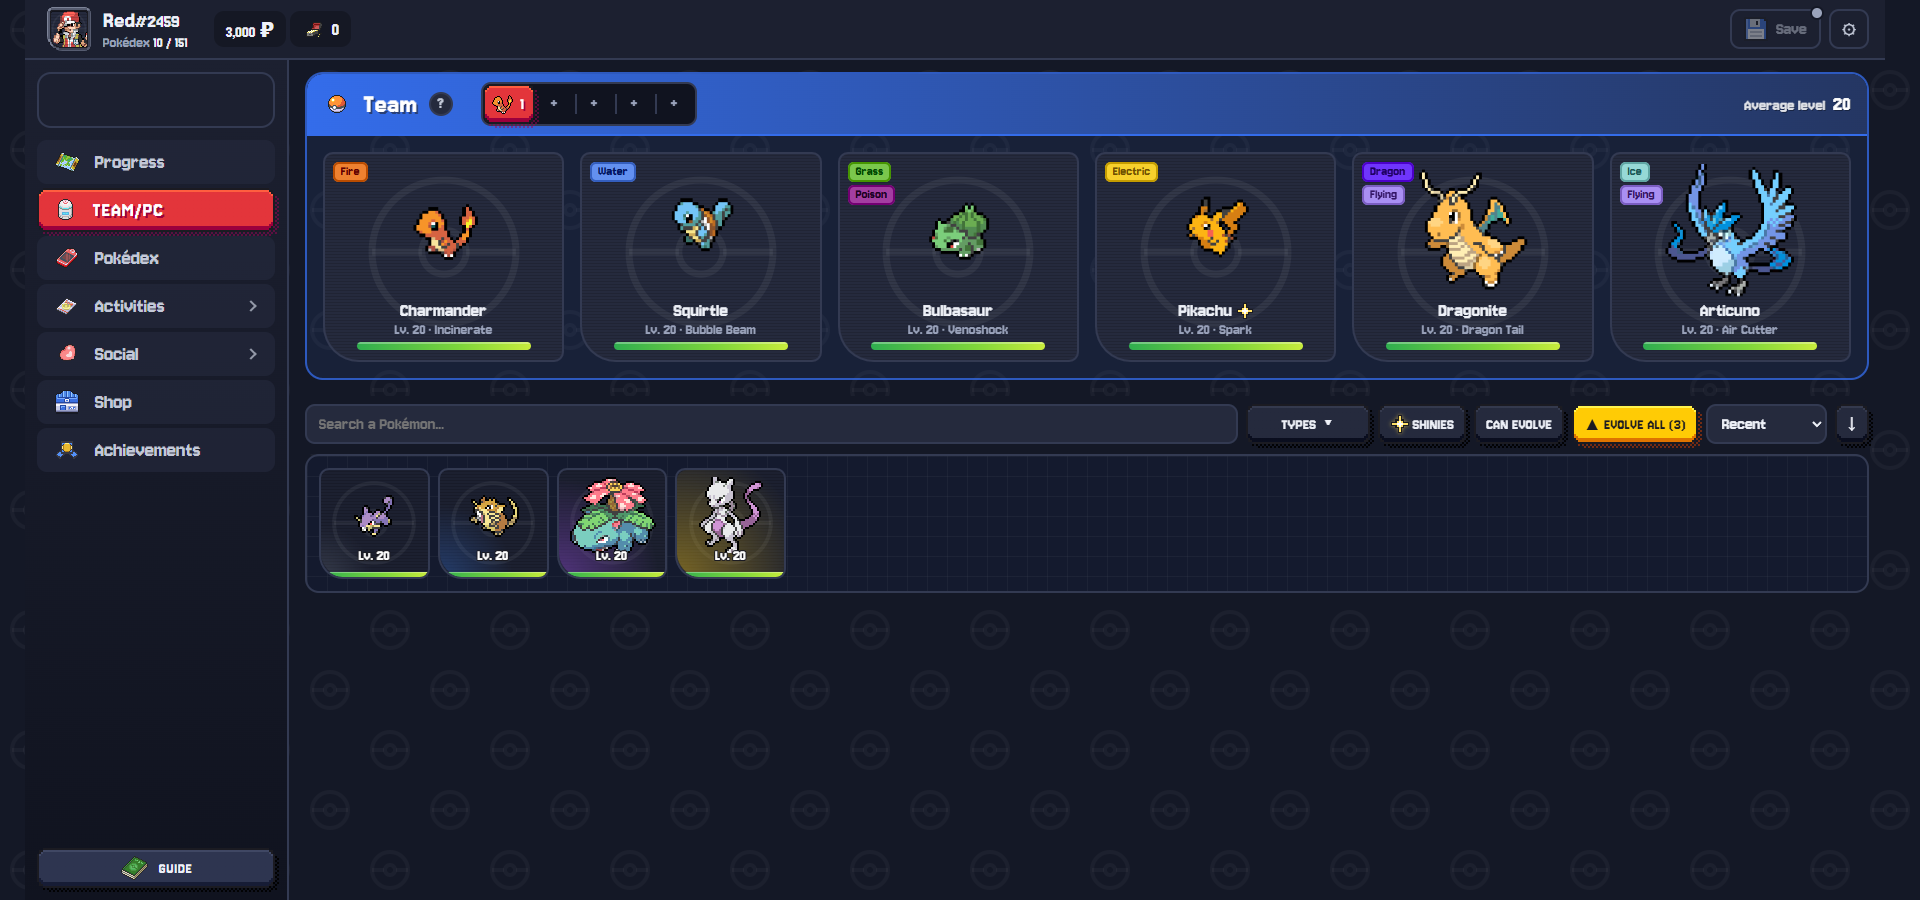 Red#2459
Pokédex 10 / 151
3,000 ₽
0
Save
Progress
TEAM/PC
Pokédex
Activities
Social
Shop
Achievements
GUIDE
Team ?
1 + + + +
Average level 20
Fire
Charmander
Lv. 20 · Incinerate
Water
Squirtle
Lv. 20 · Bubble Beam
Grass
Poison
Bulbasaur
Lv. 20 · Venoshock
Electric
Pikachu
Lv. 20 · Spark
Dragon
Flying
Dragonite
Lv. 20 · Dragon Tail
Ice
Flying
Articuno
Lv. 20 · Air Cutter
Search a Pokémon...
TYPES ▼
SHINIES
CAN EVOLVE
▲ EVOLVE ALL (3)
Recent
↓
Lv. 20
Lv. 20
Lv. 20
Lv. 20